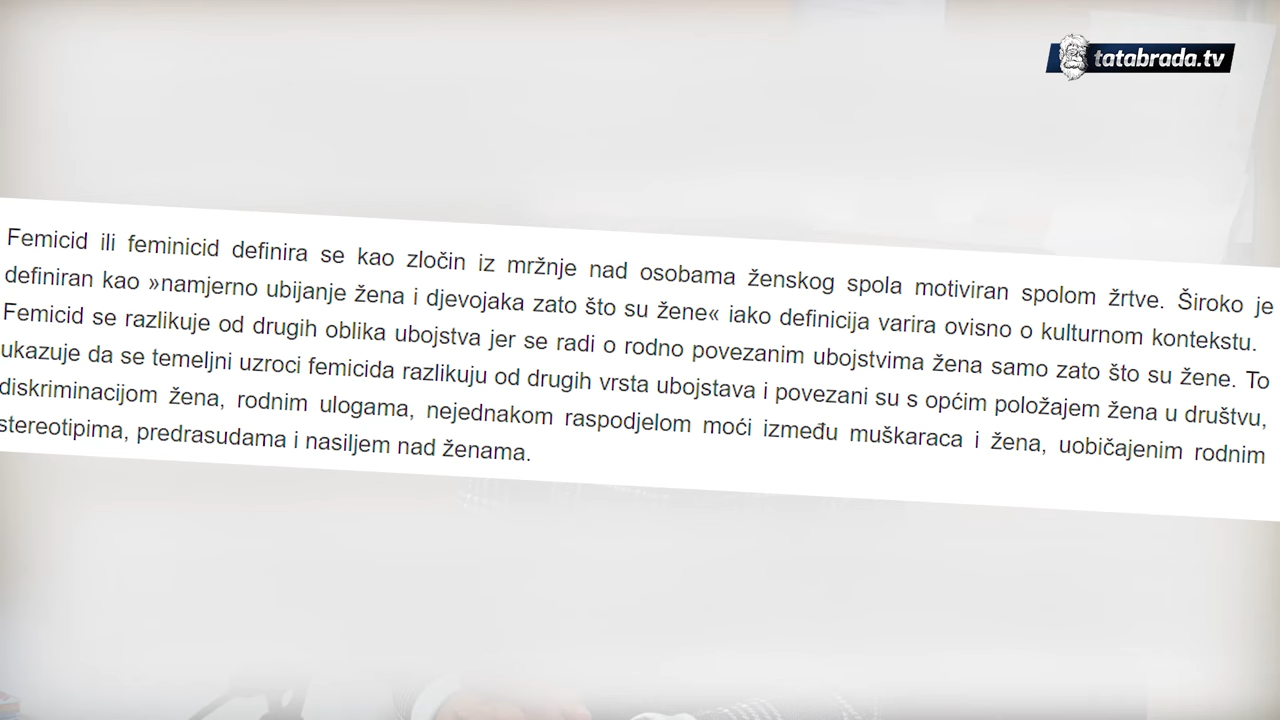 tatabrada.tv
Femicid ili feminicid definira se kao zločin iz mržnje nad osobama ženskog spola motiviran spolom žrtve. Široko je
definiran kao »namjerno ubijanje žena i djevojaka zato što su žene« iako definicija varira ovisno o kulturnom kontekstu.
Femicid se razlikuje od drugih oblika ubojstva jer se radi o rodno povezanim ubojstvima žena samo zato što su žene. To
ukazuje da se temeljni uzroci femicida razlikuju od drugih vrsta ubojstava i povezani su s općim položajem žena u društvu,
diskriminacijom žena, rodnim ulogama, nejednakom raspodjelom moći između muškaraca i žena, uobičajenim rodnim
stereotipima, predrasudama i nasiljem nad ženama.